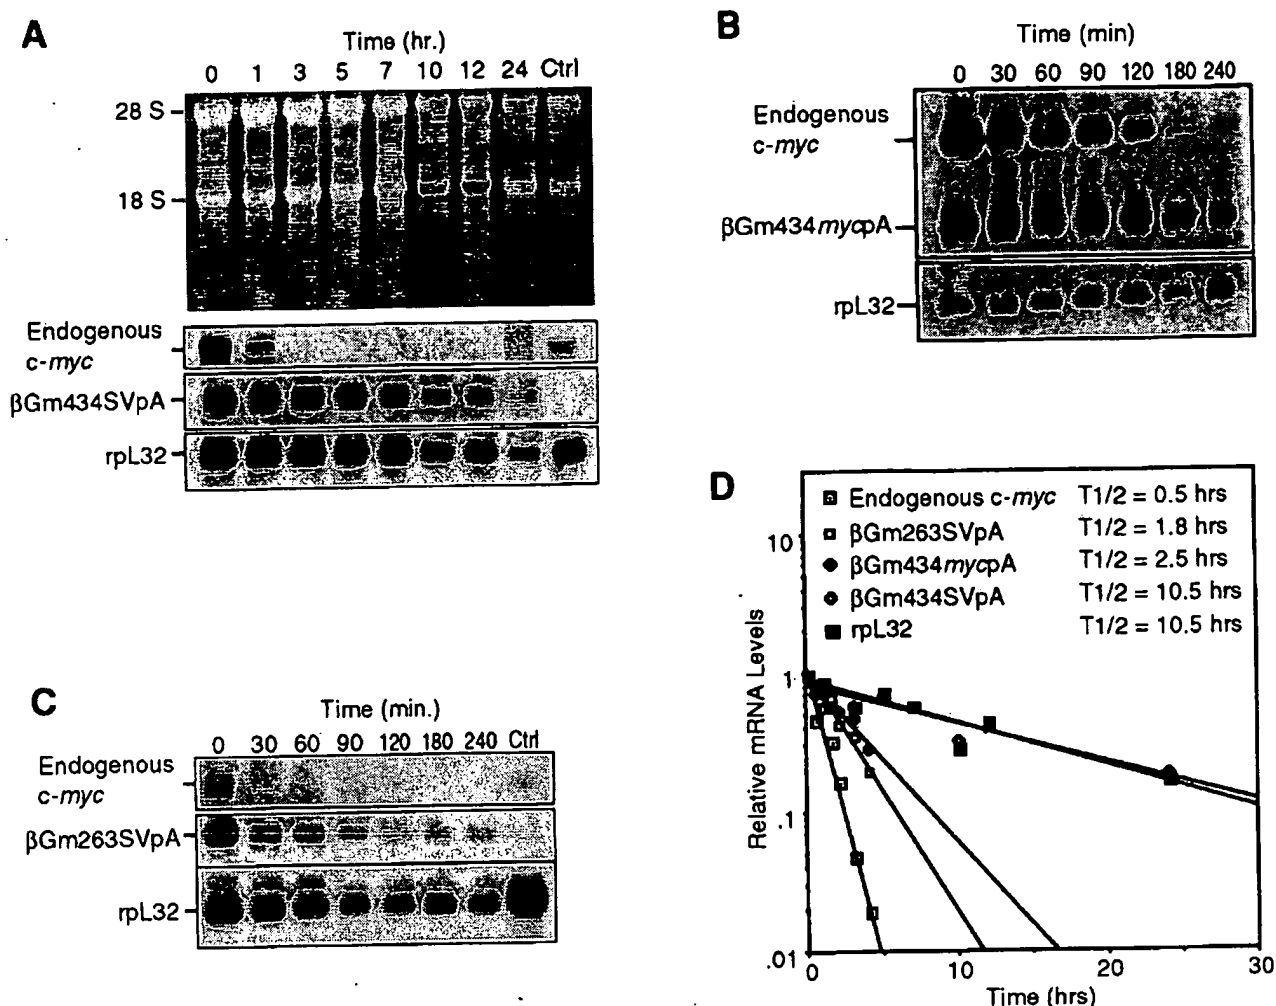 A
Time (hr.)
0 1 3 5 7 10 12 24 Ctrl
28 S
18 S
Endogenous
c-myc
βGm434SVpA
rpL32
B
Time (min)
0 30 60 90 120 180 240
Endogenous
c-myc
βGm434mycpA
rpL32
C
Time (min.)
0 30 60 90 120 180 240 Ctrl
Endogenous
c-myc
βGm263SVpA
rpL32
D
Endogenous c-myc T1/2 = 0.5 hrs
βGm263SVpA T1/2 = 1.8 hrs
βGm434mycpA T1/2 = 2.5 hrs
βGm434SVpA T1/2 = 10.5 hrs
rpL32 T1/2 = 10.5 hrs
Relative mRNA Levels
10
1
.1
.01
0 10 20 30
Time (hrs)